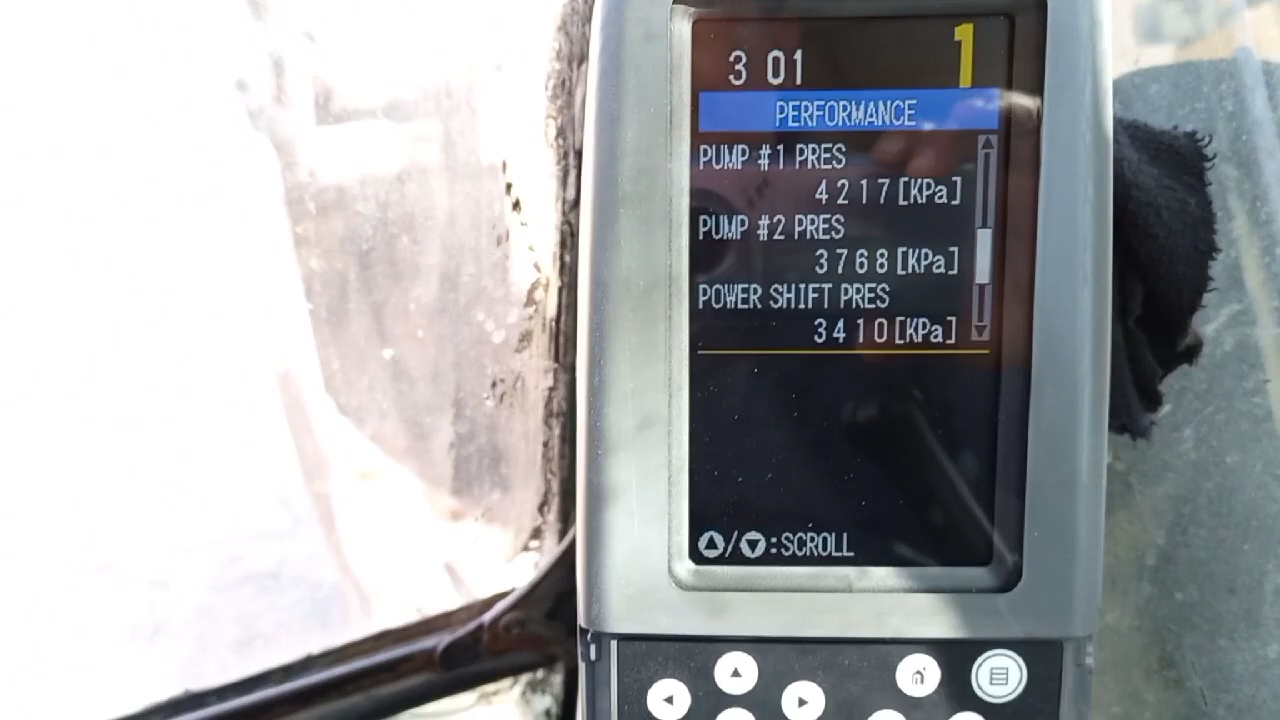 3 01 1
PERFORMANCE
PUMP #1 PRES
4217[KPa]
PUMP #2 PRES
3768[KPa]
POWER SHIFT PRES
3410[KPa]
▲/▼:SCROLL